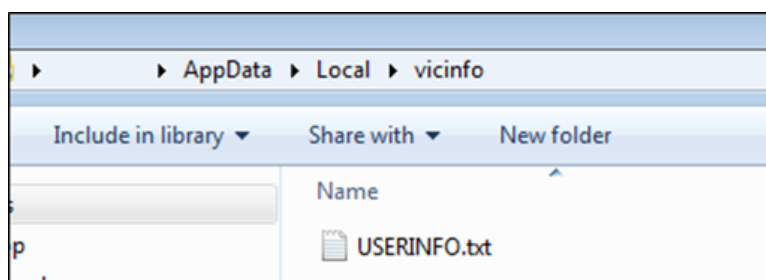 AppData Local vicinfo
Include in library Share with New folder
Name
USERINFO.txt